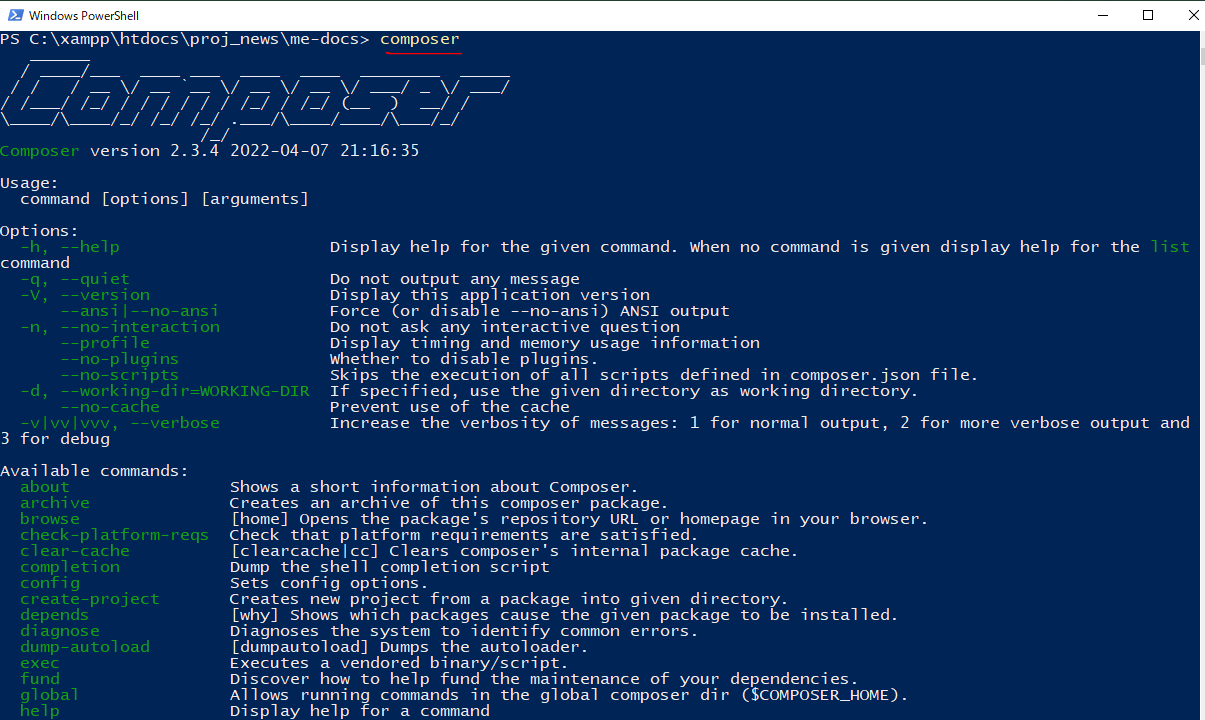 Windows PowerShell
PS C:\xampp\htdocs\proj_news\me-docs> composer
Composer
Composer version 2.3.4 2022-04-07 21:16:35
Usage:
command [options] [arguments]
Options:
-h, --help Display help for the given command. When no command is given display help for the list
command
-q, --quiet Do not output any message
-V, --version Display this application version
--ansi|--no-ansi Force (or disable --no-ansi) ANSI output
-n, --no-interaction Do not ask any interactive question
--profile Display timing and memory usage information
--no-plugins Whether to disable plugins.
--no-scripts Skips the execution of all scripts defined in composer.json file.
-d, --working-dir=WORKING-DIR If specified, use the given directory as working directory.
--no-cache Prevent use of the cache
-v|vv|vvv, --verbose Increase the verbosity of messages: 1 for normal output, 2 for more verbose output and
3 for debug
Available commands:
about Shows a short information about Composer.
archive Creates an archive of this composer package.
browse [home] Opens the package's repository URL or homepage in your browser.
check-platform-reqs Check that platform requirements are satisfied.
clear-cache [clearcache|cc] Clears composer's internal package cache.
completion Dump the shell completion script
config Sets config options.
create-project Creates new project from a package into given directory.
depends [why] Shows which packages cause the given package to be installed.
diagnose Diagnoses the system to identify common errors.
dump-autoload [dumpautoload] Dumps the autoloader.
exec Executes a vendored binary/script.
fund Discover how to help fund the maintenance of your dependencies.
global Allows running commands in the global composer dir ($COMPOSER_HOME).
help Display help for a command